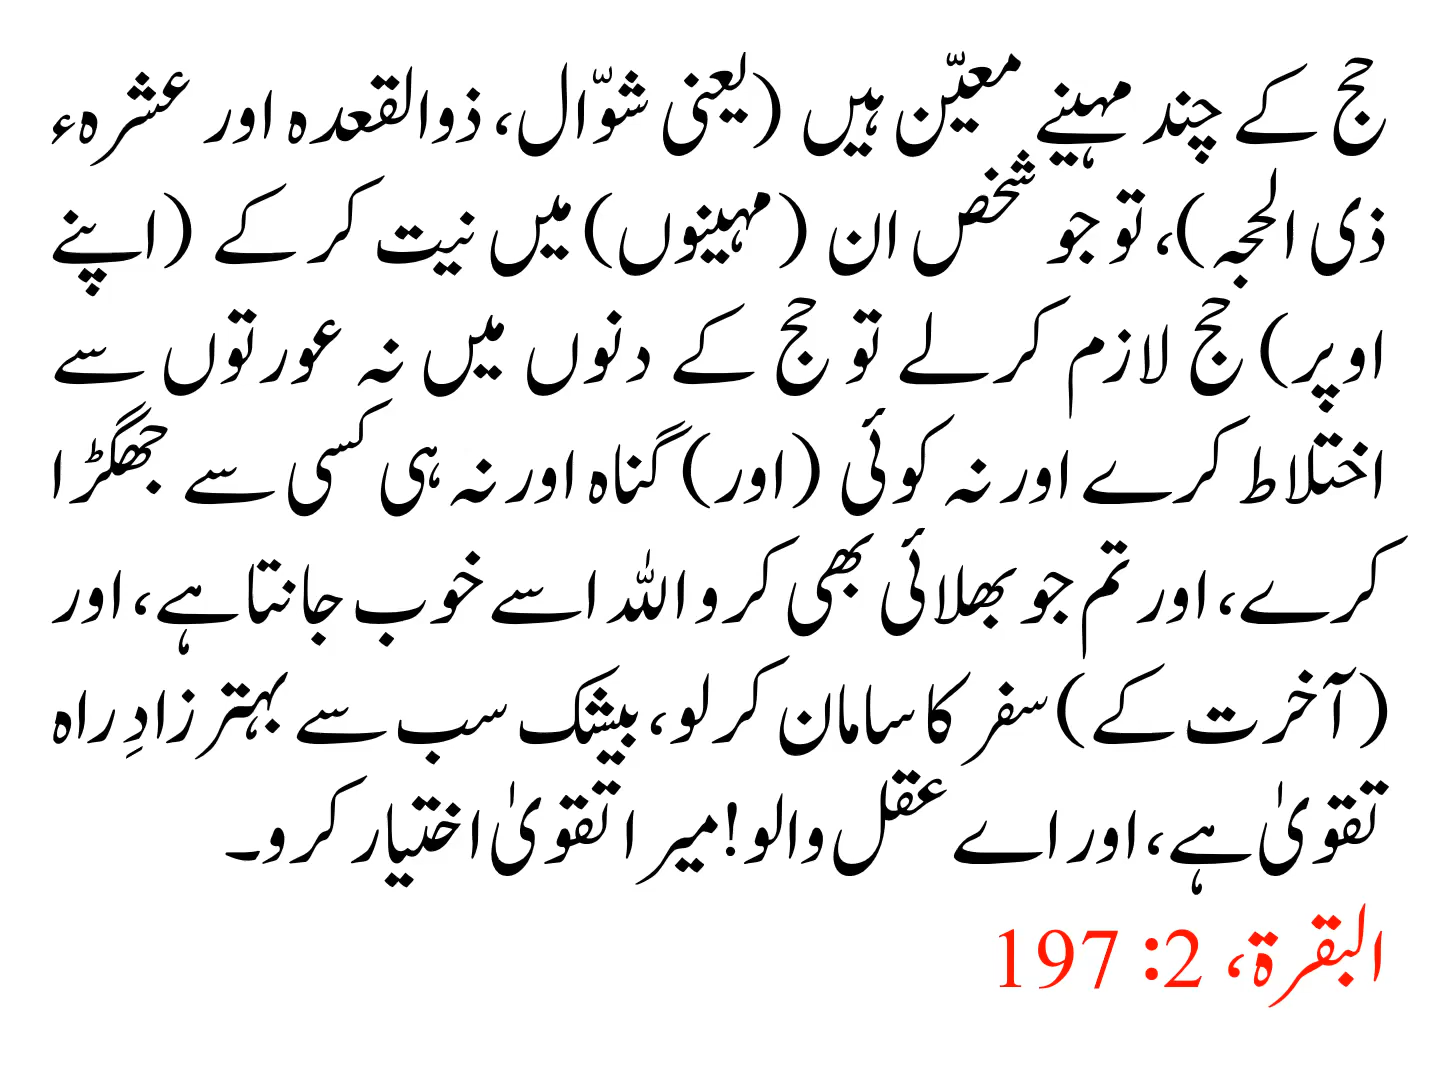 حج کے چند مہینے معیّن ہیں (یعنی شوّال، ذوالقعدہ اور عشرہء
ذی الحجہ)، تو جو شخص ان (مہینوں) میں نیت کر کے (اپنے
اوپر) حج لازم کرلے تو حج کے دنوں میں نہ عورتوں سے
اختلاط کرے اور نہ کوئی (اور) گناہ اور نہ ہی کسی سے جھگڑا
کرے، اور تم جو بھلائی بھی کرو اللہ اسے خوب جانتا ہے، اور
(آخرت کے) سفر کا سامان کرلو، بیشک سب سے بہتر زادِ راہ
تقویٰ ہے، اور اے عقل والو! میرا تقویٰ اختیار کرو۔
البقرۃ، 2: 197